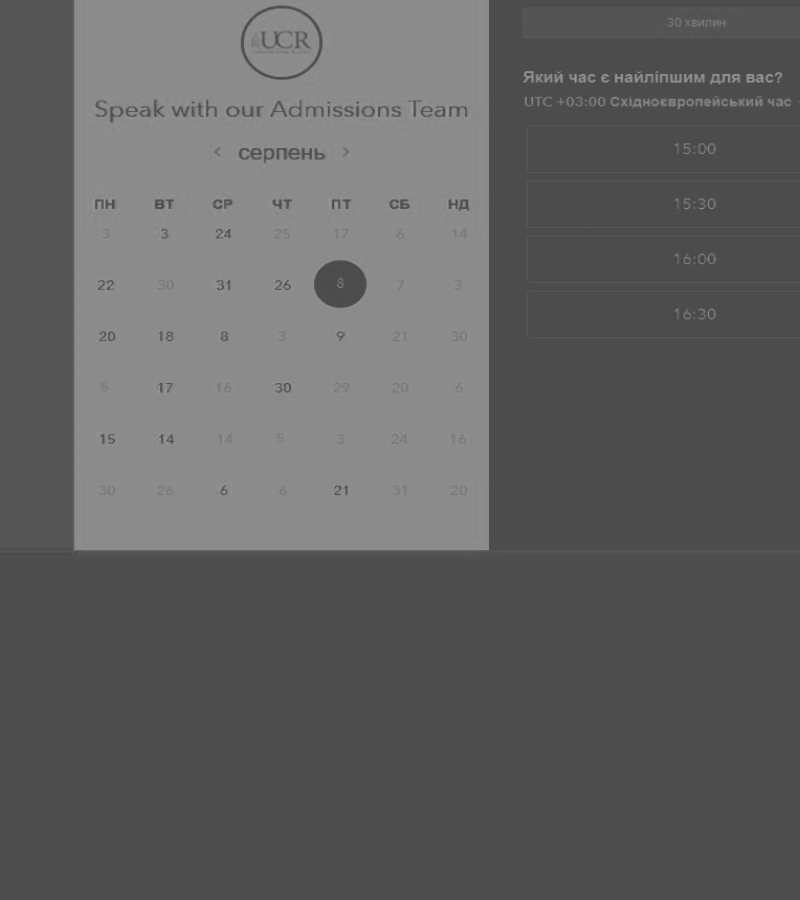 UCR
Speak with our Admissions Team
< серпень >
ПН ВТ СР ЧТ ПТ СБ НД
3 3 24 25 17 6 14
22 30 31 26 8 7 3
20 18 8 3 9 21 30
5 17 16 30 29 20 6
15 14 14 5 3 24 16
30 26 6 6 21 31 20
30 хвилин
Який час є найліпшим для вас?
UTC +03:00 Східноєвропейський час
15:00
15:30
16:00
16:30